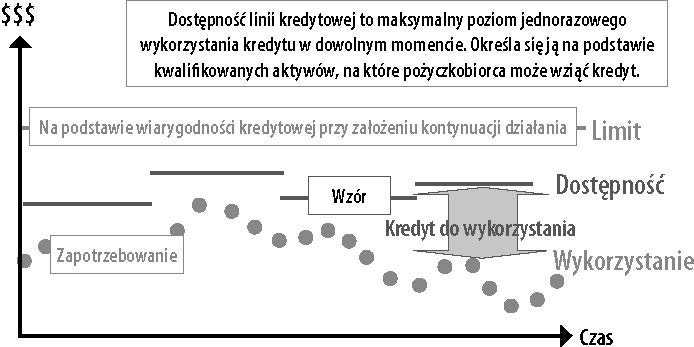 $$$
Dostępność linii kredytowej to maksymalny poziom jednorazowego
wykorzystania kredytu w dowolnym momencie. Określa się ją na podstawie
kwalifikowanych aktywów, na które pożyczkobiorca może wziąć kredyt.
Na podstawie wiarygodności kredytowej przy założeniu kontynuacji działania
Limit
Wzór
Dostępność
Kredyt do wykorzystania
Zapotrzebowanie
Wykorzystanie
Czas